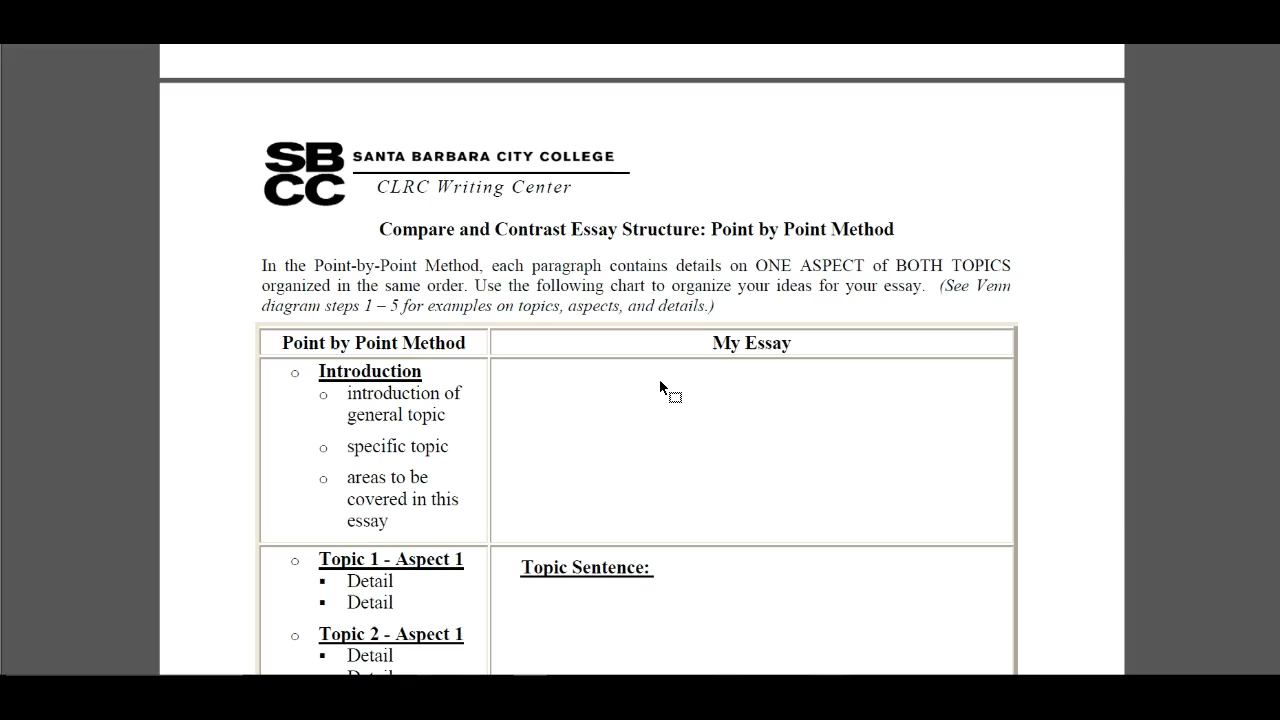 SB
CC
SANTA BARBARA CITY COLLEGE
CLRC Writing Center
Compare and Contrast Essay Structure: Point by Point Method
In the Point-by-Point Method, each paragraph contains details on ONE ASPECT of BOTH TOPICS
organized in the same order. Use the following chart to organize your ideas for your essay. (See Venn
diagram steps 1 – 5 for examples on topics, aspects, and details.)
Point by Point Method
My Essay
Introduction
introduction of
general topic
specific topic
areas to be
covered in this
essay
Topic 1 - Aspect 1
Detail
Detail
Topic Sentence:
Topic 2 - Aspect 1
Detail